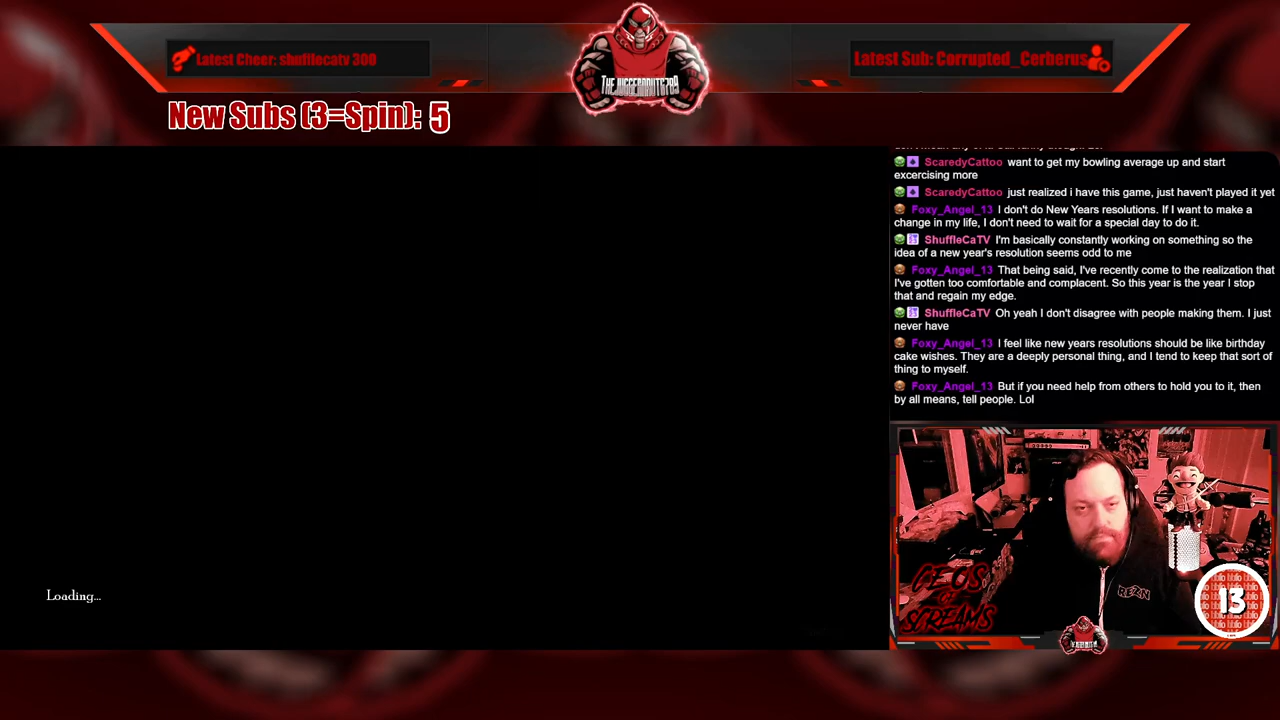 Latest Cheer: shufflecatv 300
THEJUGGERNAUT6789
Latest Sub: Corrupted_Cerberus
New Subs (3=Spin): 5
ScaredyCattoo want to get my bowling average up and start
excercising more
ScaredyCattoo just realized i have this game, just haven't played it yet
Foxy_Angel_13 I don't do New Years resolutions. If I want to make a
change in my life, I don't need to wait for a special day to do it.
ShuffleCaTV I'm basically constantly working on something so the
idea of a new year's resolution seems odd to me
Foxy_Angel_13 That being said, I've recently come to the realization that
I've gotten too comfortable and complacent. So this year is the year I stop
that and regain my edge.
ShuffleCaTV Oh yeah I don't disagree with people making them. I just
never have
Foxy_Angel_13 I feel like new years resolutions should be like birthday
cake wishes. They are a deeply personal thing, and I tend to keep that sort of
thing to myself.
Foxy_Angel_13 But if you need help from others to hold you to it, then
by all means, tell people. Lol
Loading...
CEOS
OF
SCREAMS
REZN
13